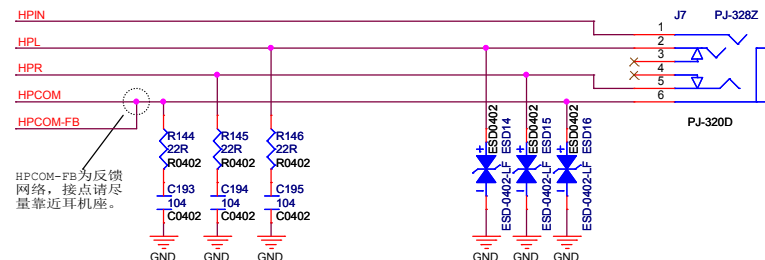 HPIN
J7 PJ-328Z
1
HPL
2
3
HPR
4
5
HPCOM
6
HPCOM-FB
PJ-320D
R144
22R
R0402
R145
22R
R0402
R146
22R
R0402
HPCOM-FB为反馈
网络，接点请尽
量靠近耳机座。
C193
104
C0402
C194
104
C0402
C195
104
C0402
ESD0402
ESD14
ESD-0402-LF
ESD0402
ESD15
ESD-0402-LF
ESD0402
ESD16
ESD-0402-LF
+ + +
- - -
GND GND GND GND GND GND